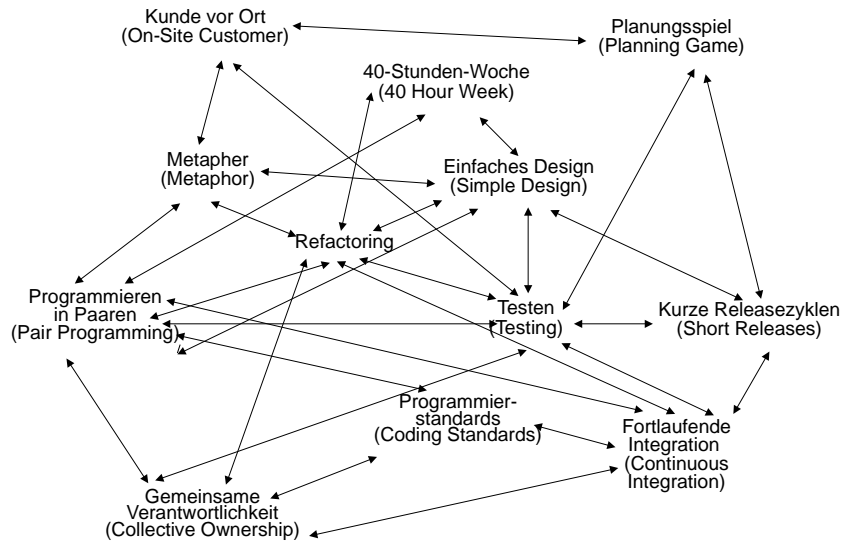 Kunde vor Ort
(On-Site Customer)
Planungsspiel
(Planning Game)
40-Stunden-Woche
(40 Hour Week)
Metapher
(Metaphor)
Einfaches Design
(Simple Design)
Refactoring
Programmieren
in Paaren
(Pair Programming)
Testen
(Testing)
Kurze Releasezyklen
(Short Releases)
Programmier-
standards
(Coding Standards)
Fortlaufende
Integration
(Continuous
Integration)
Gemeinsame
Verantwortlichkeit
(Collective Ownership)